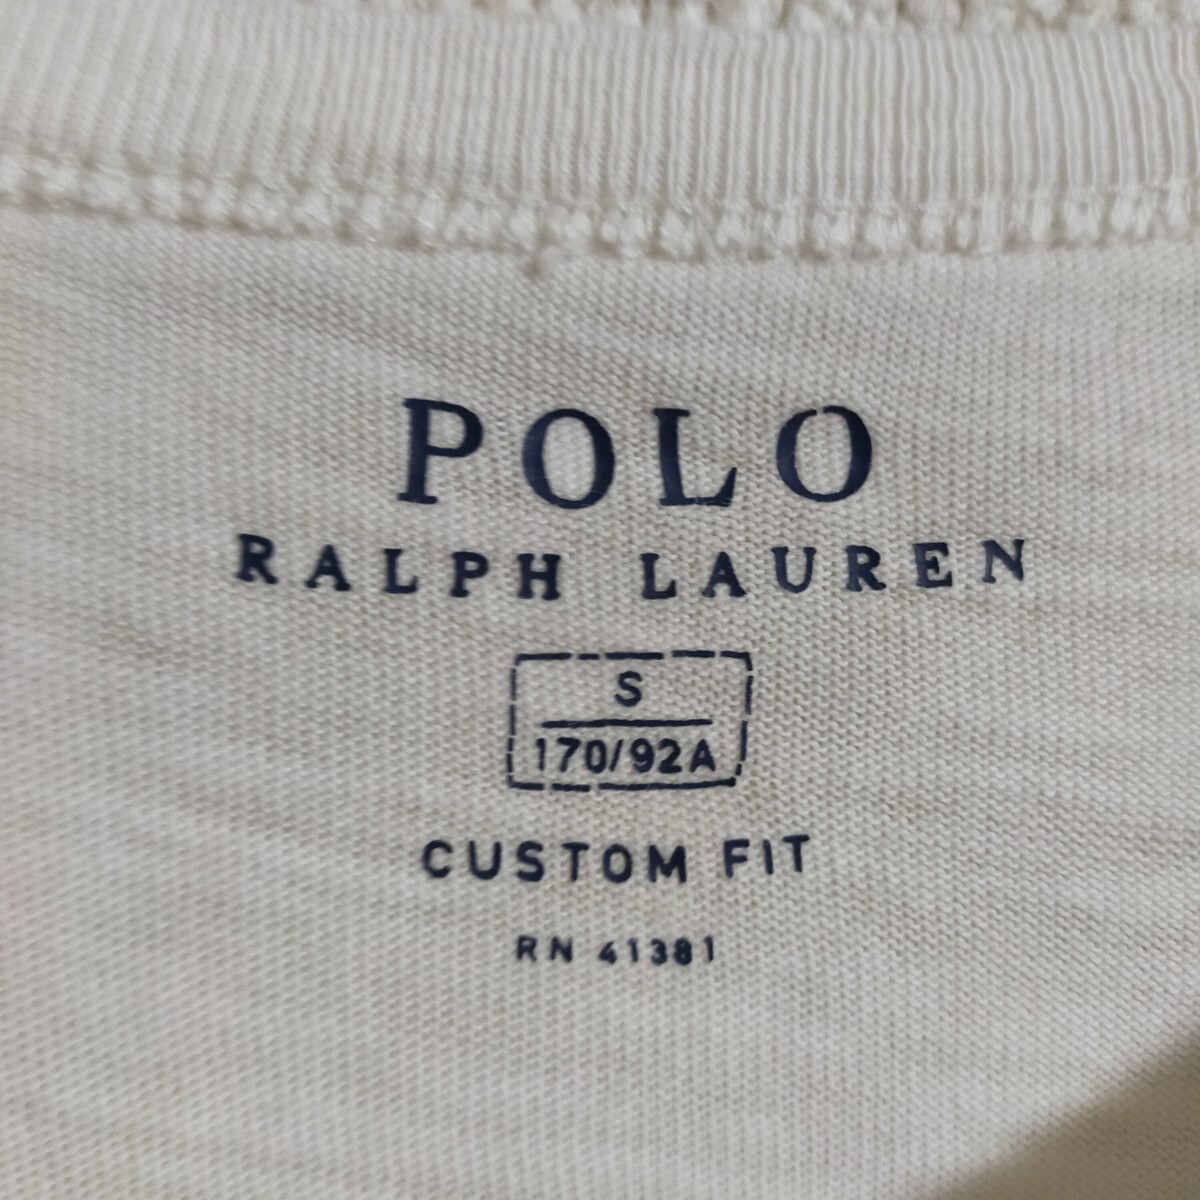 POLO
RALPH LAUREN
S
170/92A
CUSTOM FIT
RN 41381